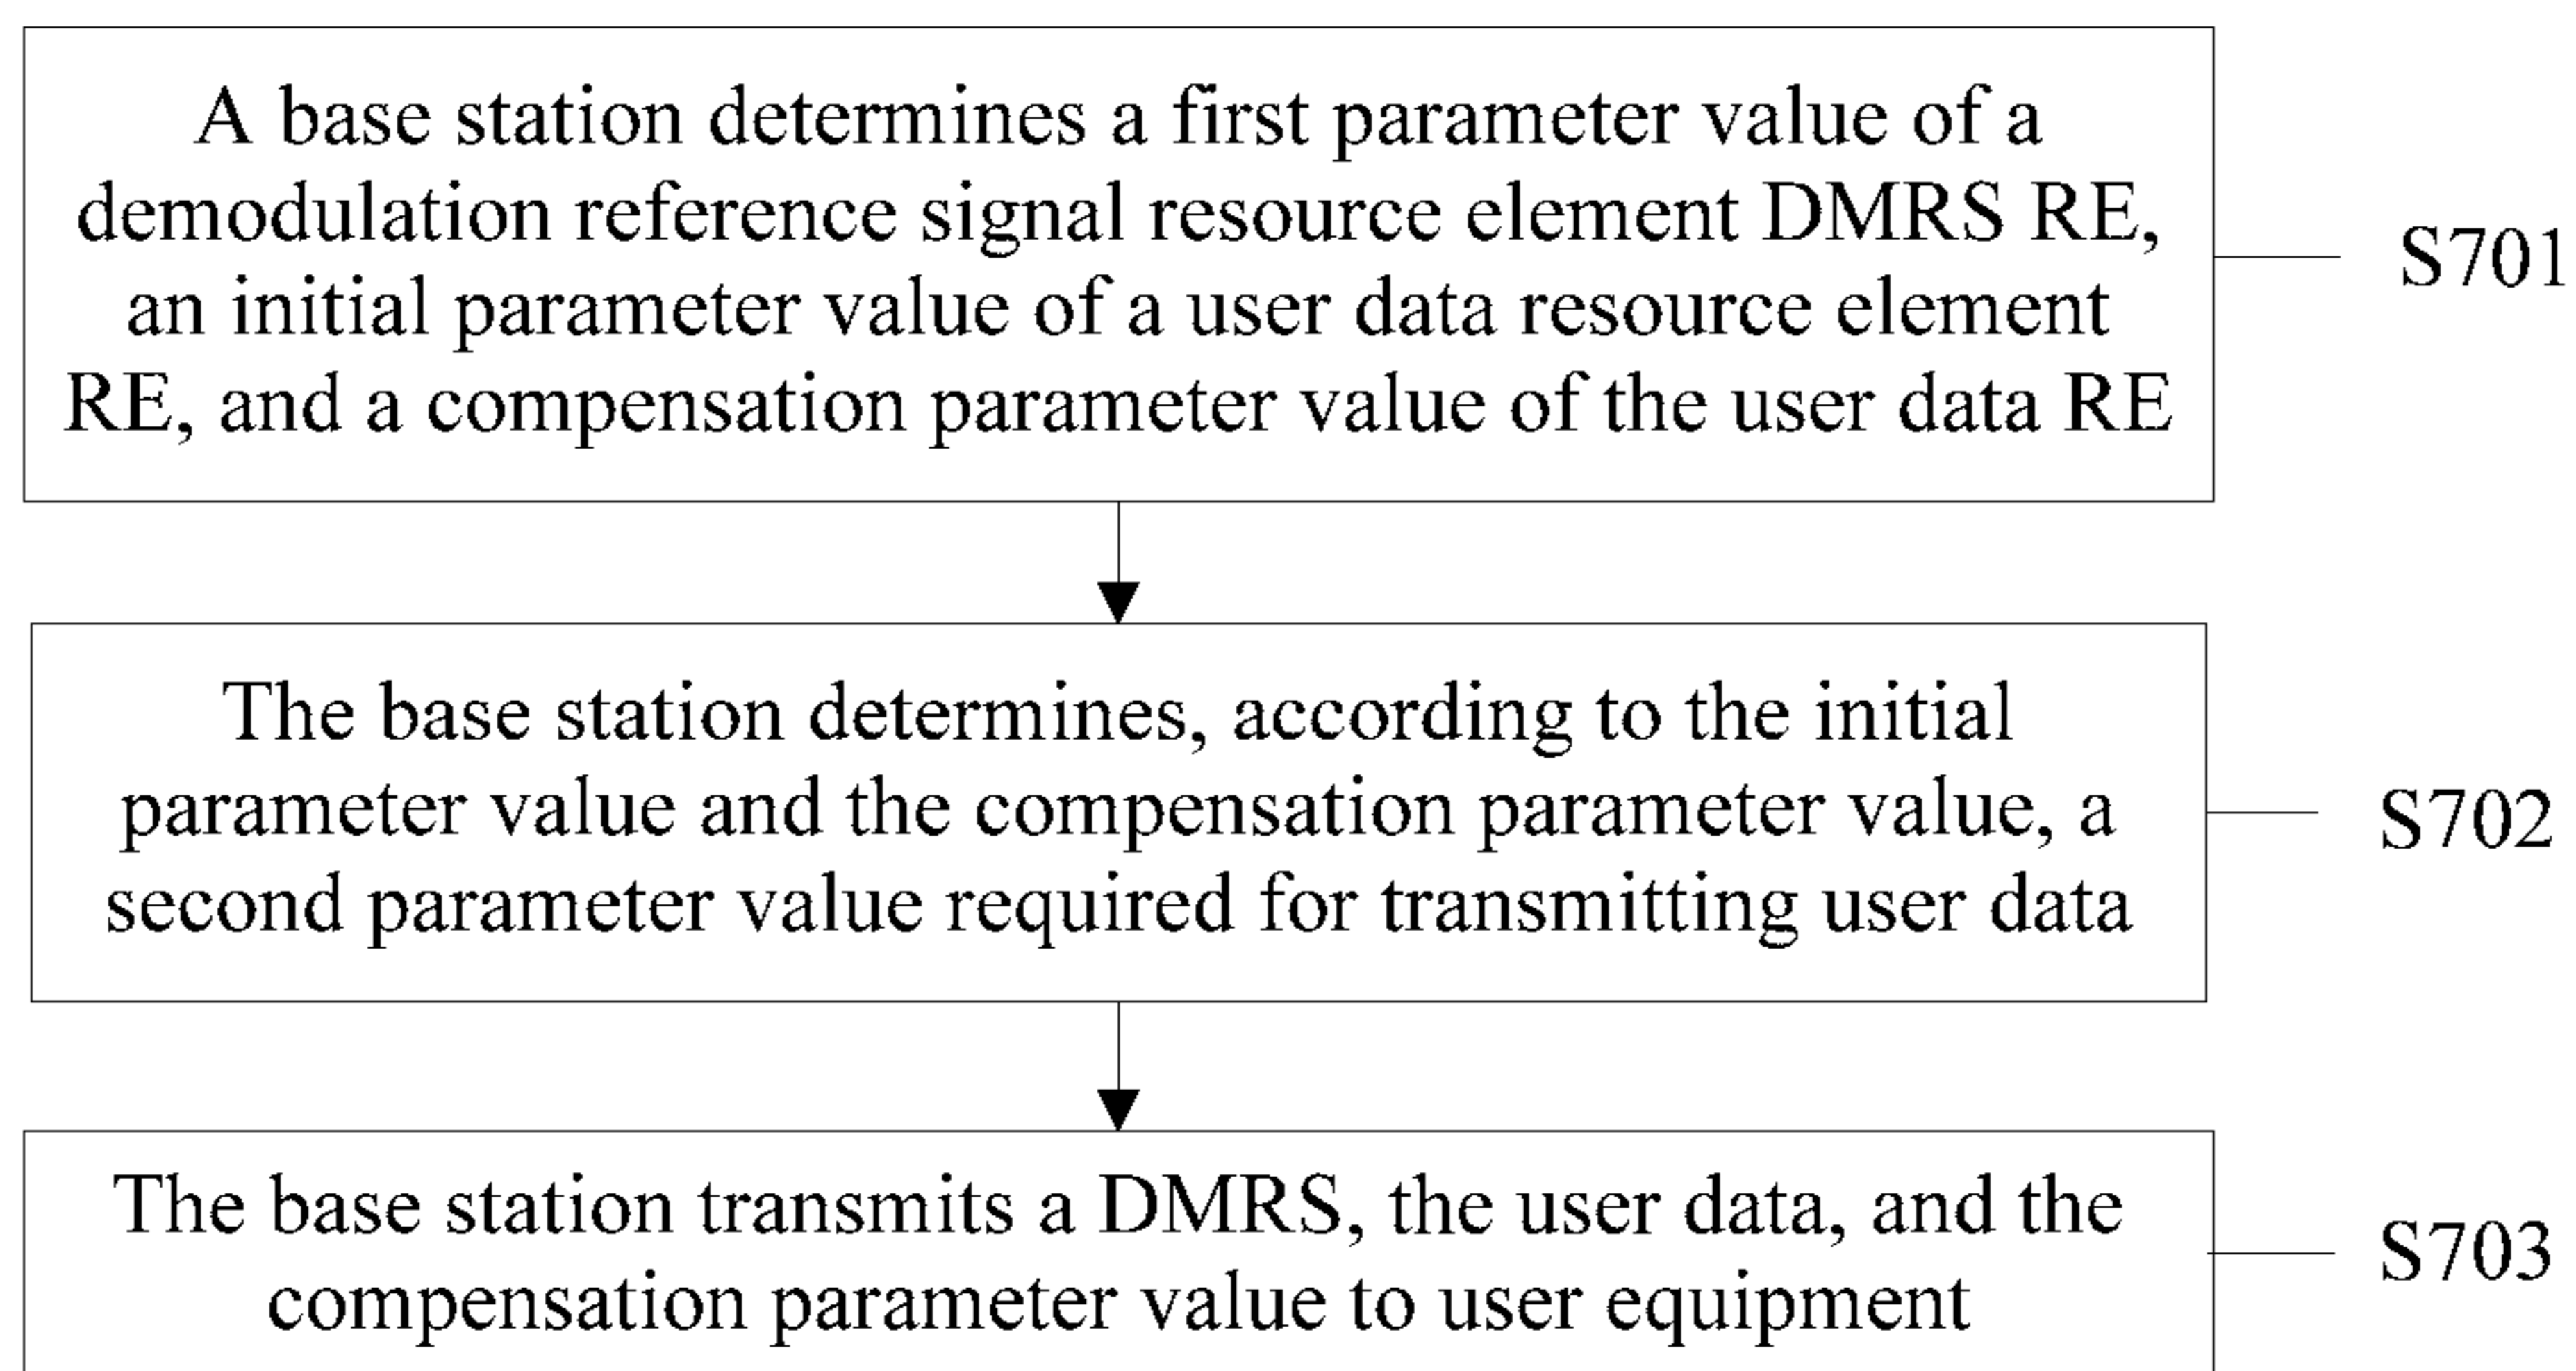 A base station determines a first parameter value of a
demodulation reference signal resource element DMRS RE,
an initial parameter value of a user data resource element
RE, and a compensation parameter value of the user data RE
S701
The base station determines, according to the initial
parameter value and the compensation parameter value, a
second parameter value required for transmitting user data
S702
The base station transmits a DMRS, the user data, and the
compensation parameter value to user equipment
S703